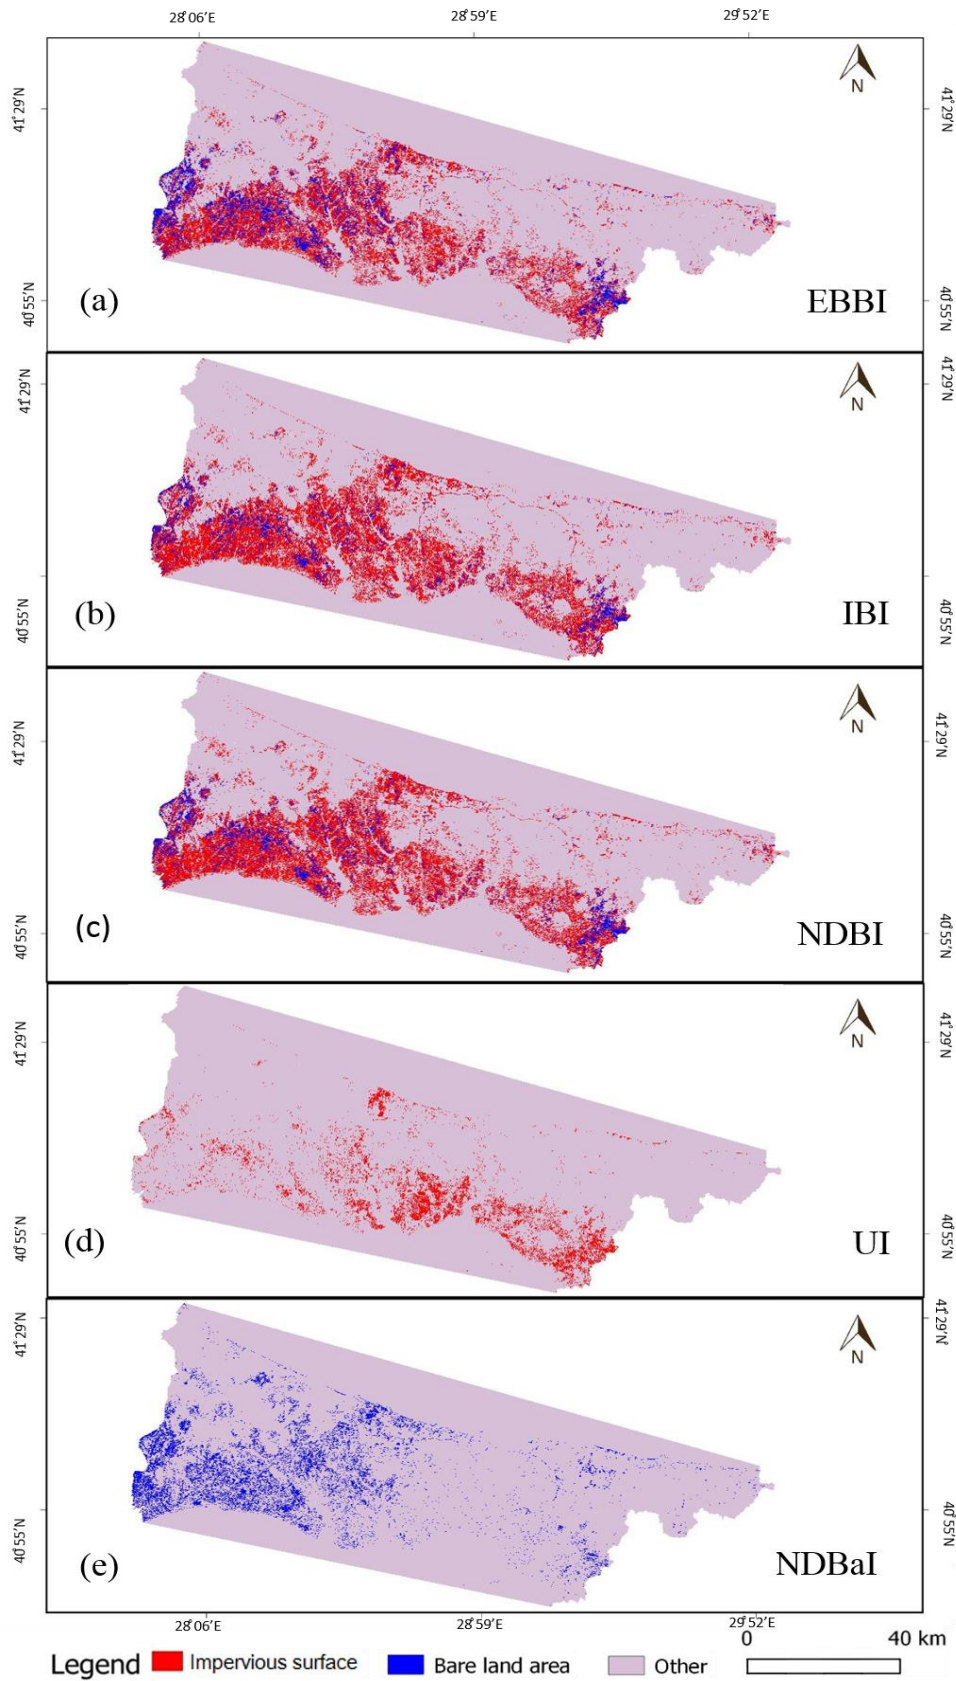 28°06'E 28°59'E 29°52'E
N
41°29'N 41°29'N
40°55'N 40°55'N
(a) EBBI
N
41°29'N 41°29'N
40°55'N 40°55'N
(b) IBI
N
41°29'N 41°29'N
40°55'N 40°55'N
(c) NDBI
N
41°29'N 41°29'N
40°55'N 40°55'N
(d) UI
N
41°29'N 41°29'N
40°55'N 40°55'N
(e) NDBaI
28°06'E 28°59'E 29°52'E
0 40 km
Legend Impervious surface Bare land area Other